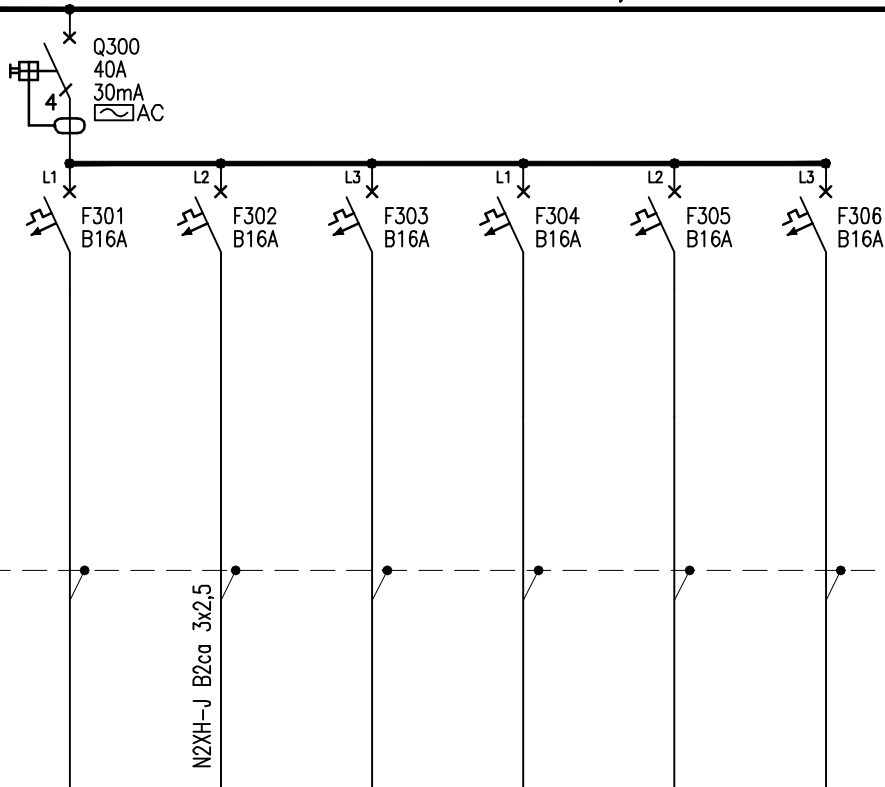 Q300
40A
30mA
AC
4
L1
L2
L3
L1
L2
L3
F301
B16A
F302
B16A
F303
B16A
F304
B16A
F305
B16A
F306
B16A
N2XH-J B2ca 3x2,5